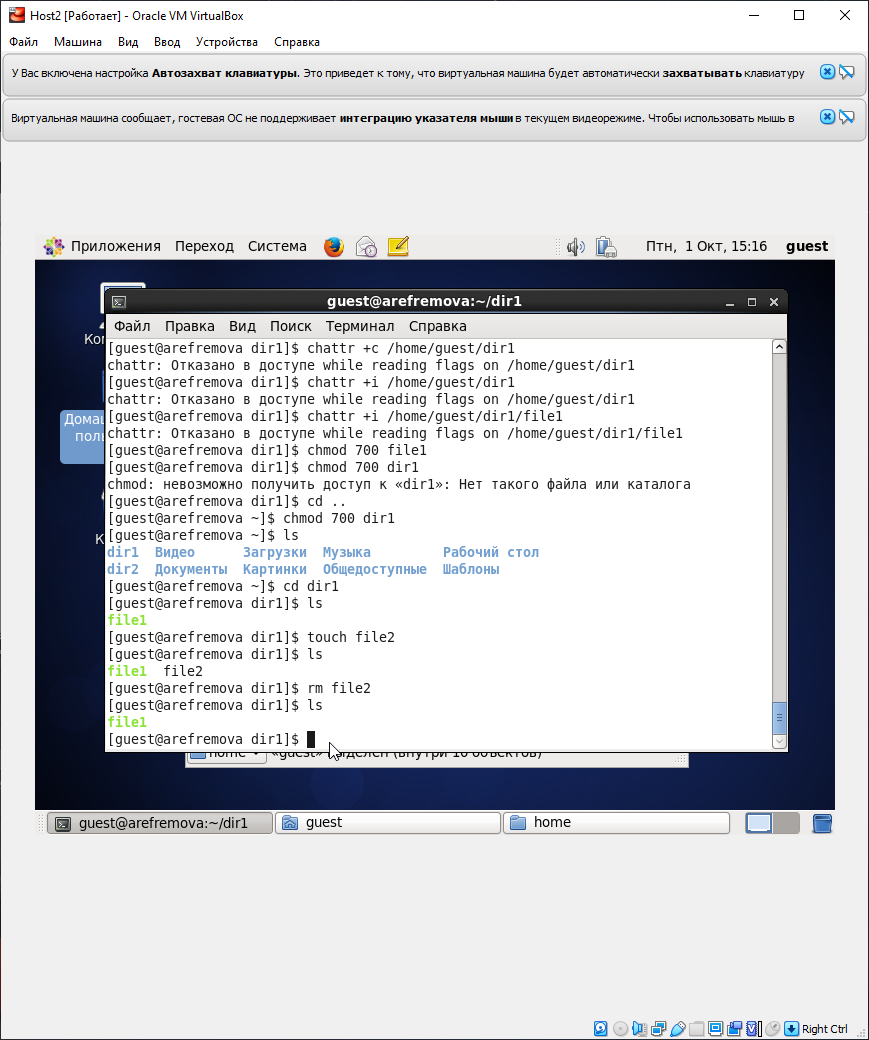 Host2 [Работает] - Oracle VM VirtualBox
Файл Машина Вид Ввод Устройства Справка
У Вас включена настройка Автозахват клавиатуры. Это приведет к тому, что виртуальная машина будет автоматически захватывать клавиатуру
Виртуальная машина сообщает, гостевая ОС не поддерживает интеграцию указателя мыши в текущем видеорежиме. Чтобы использовать мышь в
Приложения Переход Система Птн, 1 Окт, 15:16 guest
guest@arefremova:~/dir1
Файл Правка Вид Поиск Терминал Справка
[guest@arefremova dir1]$ chattr +c /home/guest/dir1
chattr: Отказано в доступе while reading flags on /home/guest/dir1
[guest@arefremova dir1]$ chattr +i /home/guest/dir1
chattr: Отказано в доступе while reading flags on /home/guest/dir1
[guest@arefremova dir1]$ chattr +i /home/guest/dir1/file1
chattr: Отказано в доступе while reading flags on /home/guest/dir1/file1
[guest@arefremova dir1]$ chmod 700 file1
[guest@arefremova dir1]$ chmod 700 dir1
chmod: невозможно получить доступ к «dir1»: Нет такого файла или каталога
[guest@arefremova dir1]$ cd ..
[guest@arefremova ~]$ chmod 700 dir1
[guest@arefremova ~]$ ls
dir1 Видео Загрузки Музыка Рабочий стол
dir2 Документы Картинки Общедоступные Шаблоны
[guest@arefremova ~]$ cd dir1
[guest@arefremova dir1]$ ls
file1
[guest@arefremova dir1]$ touch file2
[guest@arefremova dir1]$ ls
file1 file2
[guest@arefremova dir1]$ rm file2
[guest@arefremova dir1]$ ls
file1
[guest@arefremova dir1]$
guest@arefremova:~/dir1 guest home
Right Ctrl